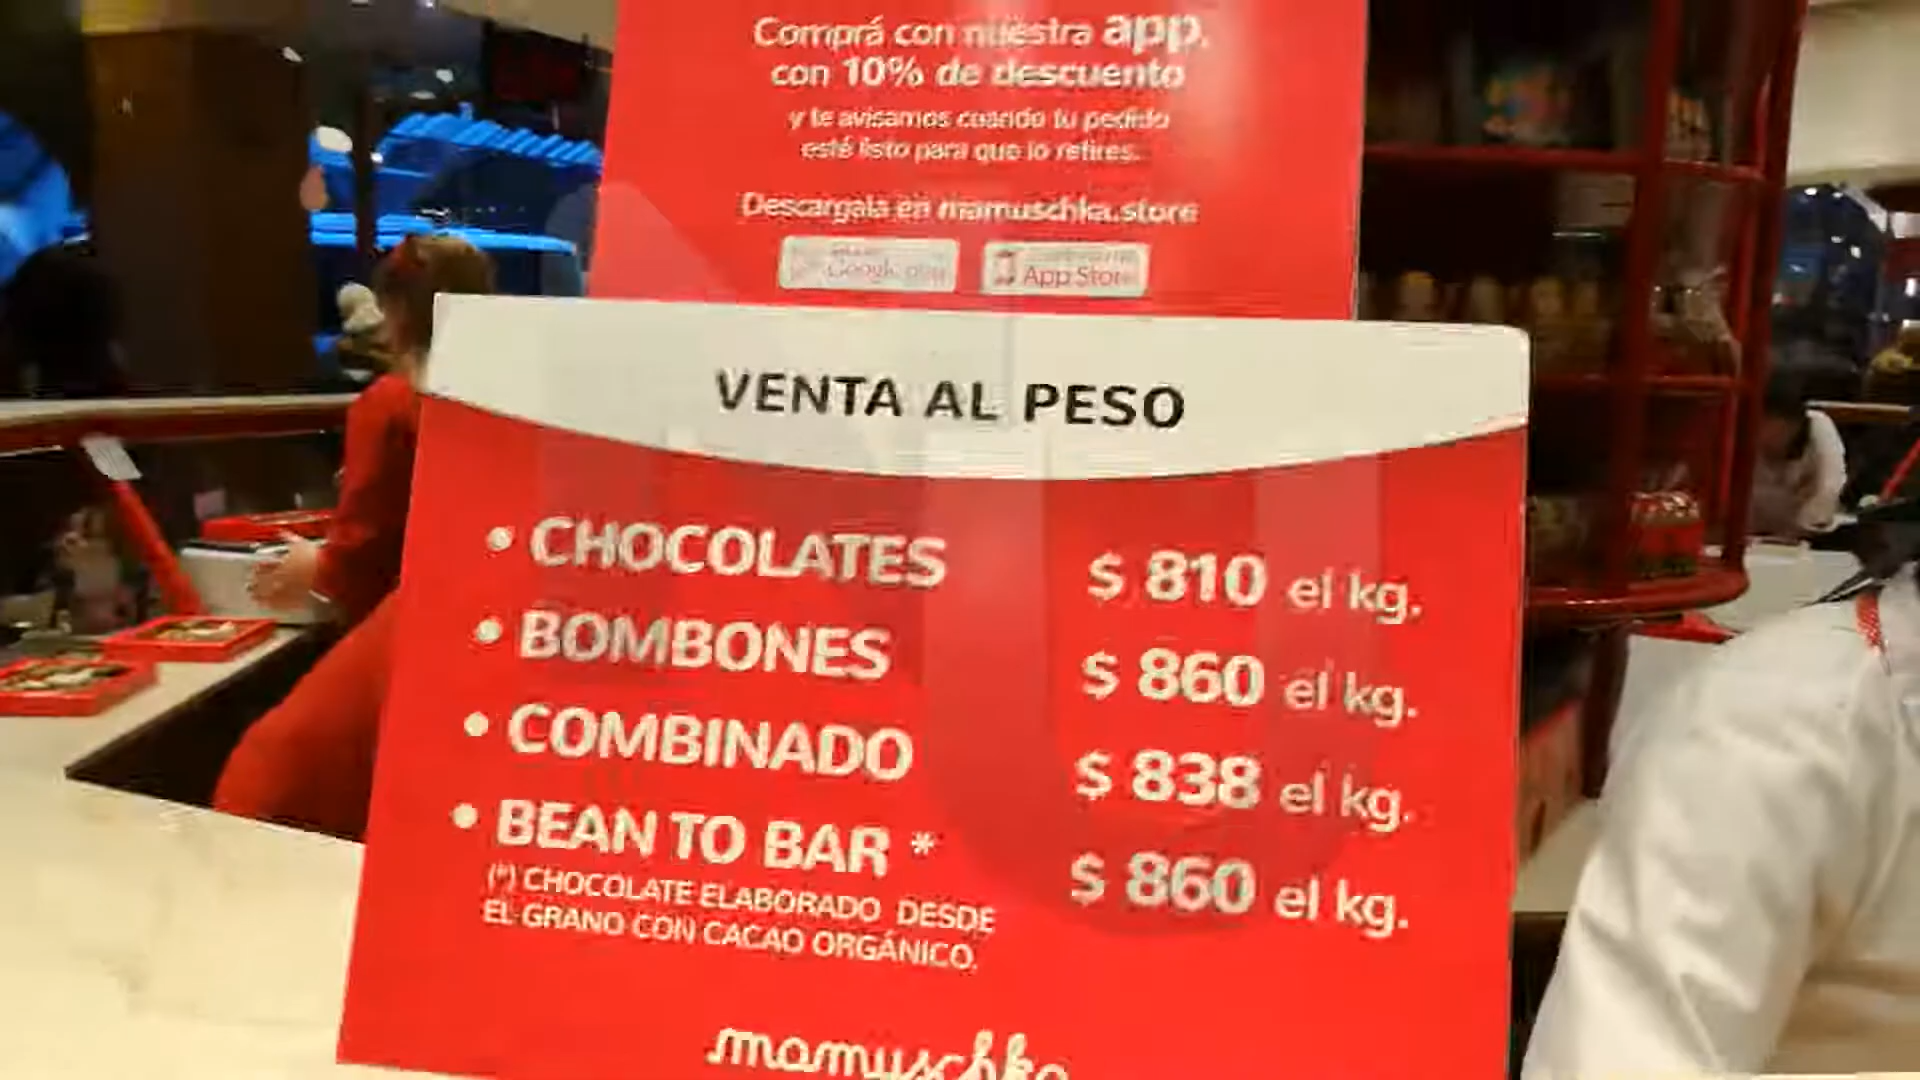 Comprá con nuestra app,
con 10% de descuento
y te avisamos cuando tu pedido
esté listo para que lo retires.
Descargala en mamuschka.store
Google play
App Store
VENTA AL PESO
• CHOCOLATES $ 810 el kg.
• BOMBONES $ 860 el kg.
• COMBINADO $ 838 el kg.
• BEAN TO BAR * $ 860 el kg.
(*) CHOCOLATE ELABORADO DESDE
EL GRANO CON CACAO ORGÁNICO.
mamuschka